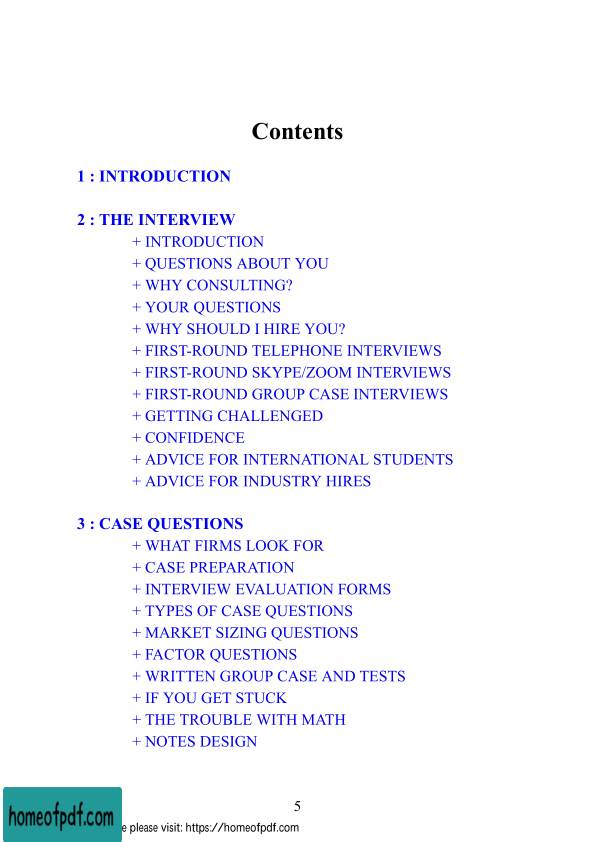 Contents
1 : INTRODUCTION
2 : THE INTERVIEW
+ INTRODUCTION
+ QUESTIONS ABOUT YOU
+ WHY CONSULTING?
+ YOUR QUESTIONS
+ WHY SHOULD I HIRE YOU?
+ FIRST-ROUND TELEPHONE INTERVIEWS
+ FIRST-ROUND SKYPE/ZOOM INTERVIEWS
+ FIRST-ROUND GROUP CASE INTERVIEWS
+ GETTING CHALLENGED
+ CONFIDENCE
+ ADVICE FOR INTERNATIONAL STUDENTS
+ ADVICE FOR INDUSTRY HIRES
3 : CASE QUESTIONS
+ WHAT FIRMS LOOK FOR
+ CASE PREPARATION
+ INTERVIEW EVALUATION FORMS
+ TYPES OF CASE QUESTIONS
+ MARKET SIZING QUESTIONS
+ FACTOR QUESTIONS
+ WRITTEN GROUP CASE AND TESTS
+ IF YOU GET STUCK
+ THE TROUBLE WITH MATH
+ NOTES DESIGN
5
homeofpdf.com
please visit: https://homeofpdf.com